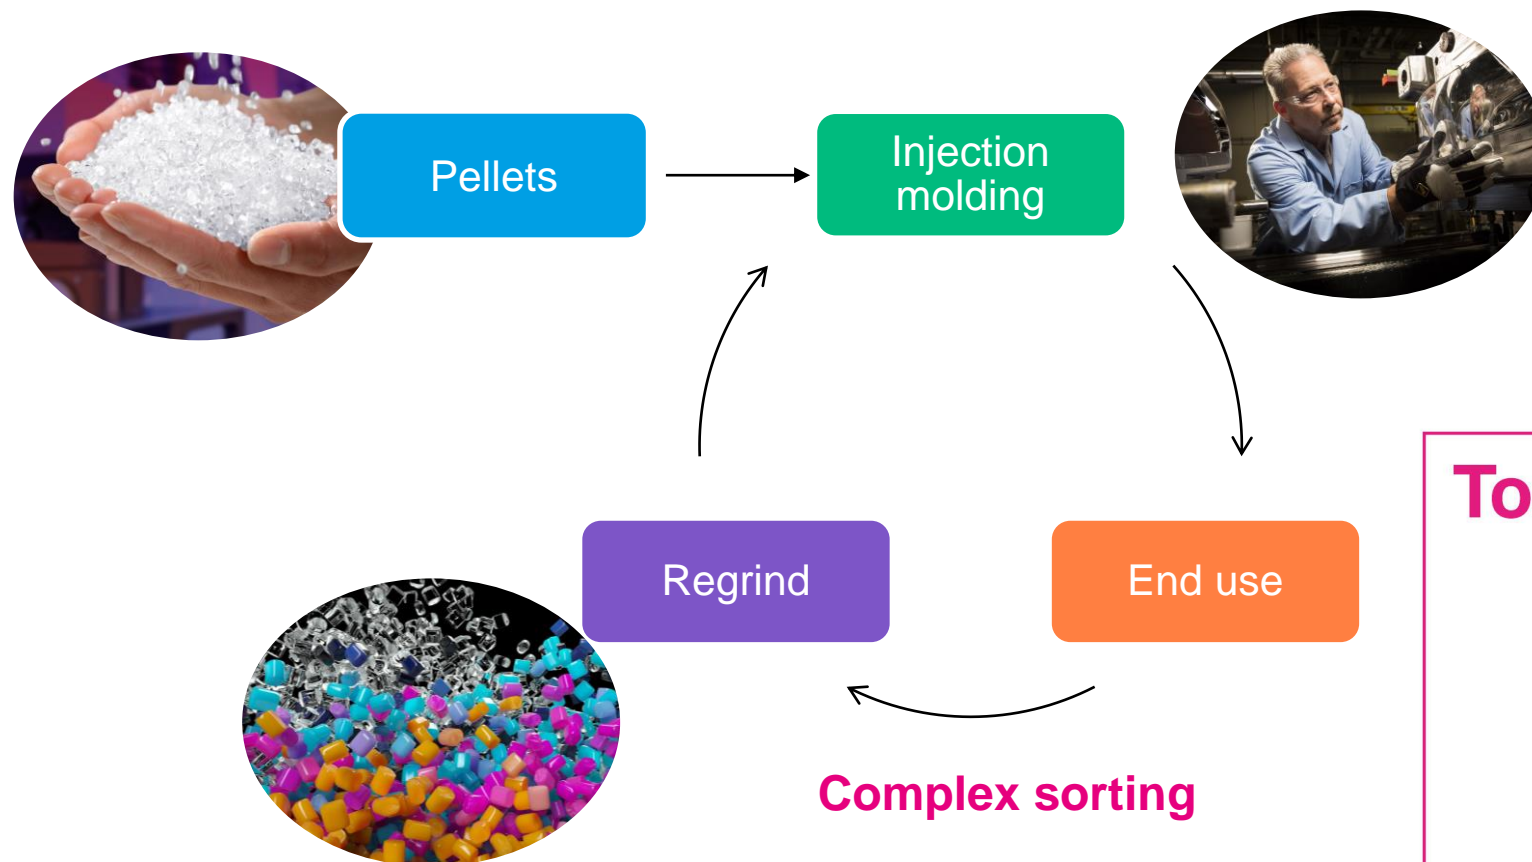 Pellets
Injection
molding
To
Regrind
End use
Complex sorting